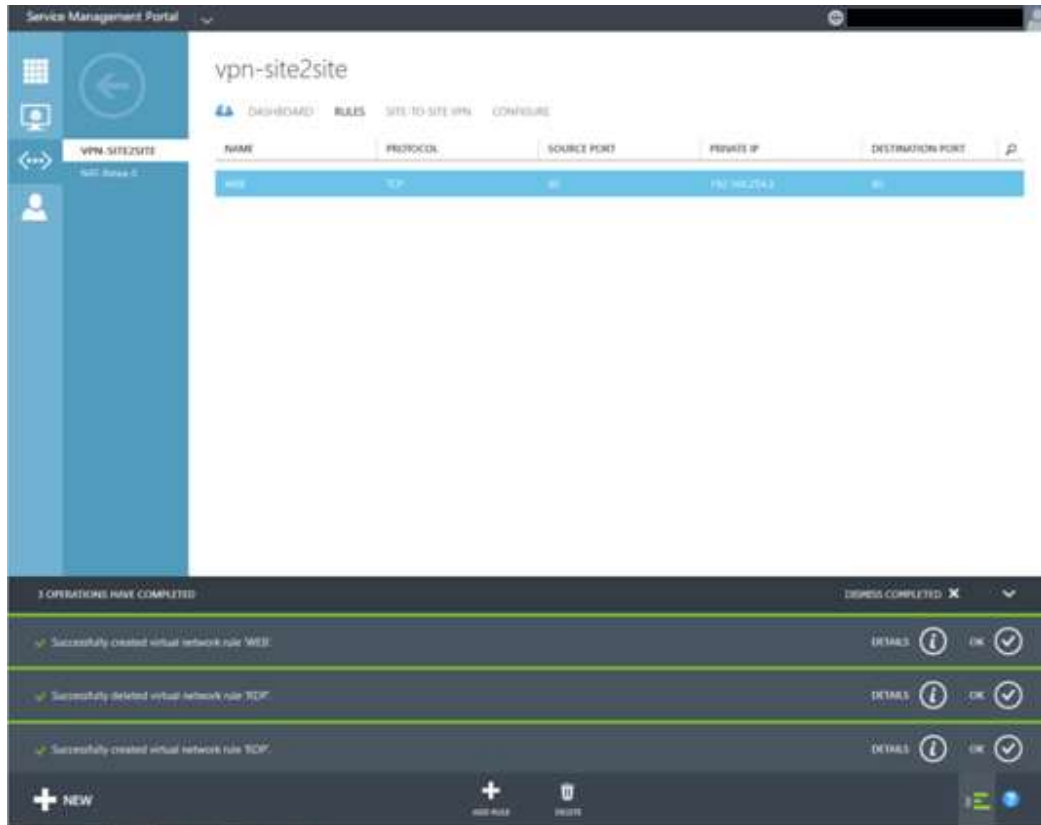 Service Management Portal
vpn-site2site
DASHBOARD RULES SITE-TO-SITE VPN CONFIGURE
VPN-SITE2SITE
NAME PROTOCOL SOURCE PORT PRIVATE IP DESTINATION PORT
WEB TCP 80 80
3 OPERATIONS HAVE COMPLETED DISMISS COMPLETED
Successfully created virtual network rule 'WEB'. DETAILS OK
Successfully deleted virtual network rule 'RDP'. DETAILS OK
Successfully created virtual network rule 'RDP'. DETAILS OK
NEW ADD RULE DELETE 3